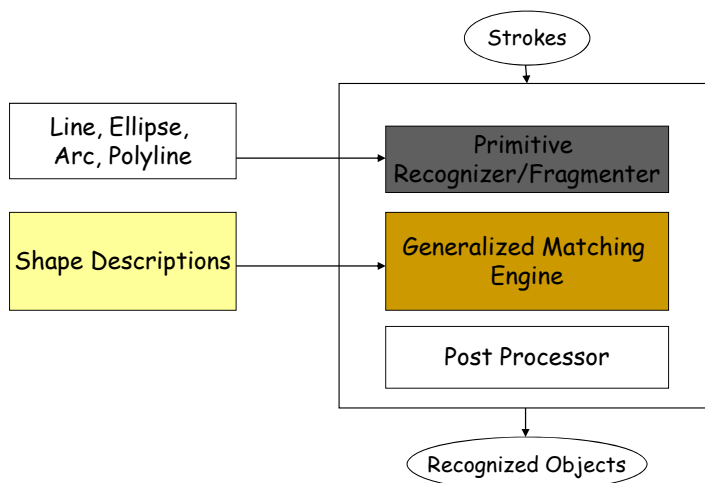 Strokes
Line, Ellipse,
Arc, Polyline
Primitive
Recognizer/Fragmenter
Shape Descriptions
Generalized Matching
Engine
Post Processor
Recognized Objects